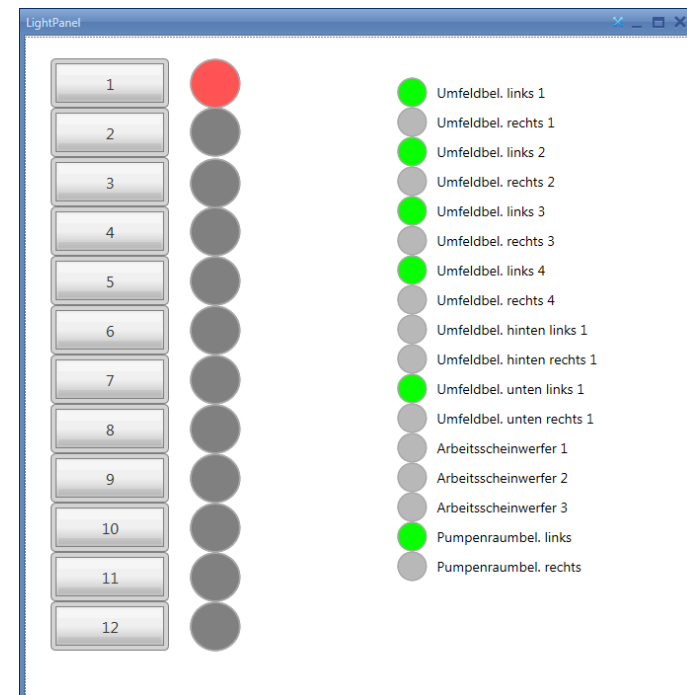 LightPanel
1
2
3
4
5
6
7
8
9
10
11
12
Umfeldbel. links 1
Umfeldbel. rechts 1
Umfeldbel. links 2
Umfeldbel. rechts 2
Umfeldbel. links 3
Umfeldbel. rechts 3
Umfeldbel. links 4
Umfeldbel. rechts 4
Umfeldbel. hinten links 1
Umfeldbel. hinten rechts 1
Umfeldbel. unten links 1
Umfeldbel. unten rechts 1
Arbeitsscheinwerfer 1
Arbeitsscheinwerfer 2
Arbeitsscheinwerfer 3
Pumpenraumbel. links
Pumpenraumbel. rechts